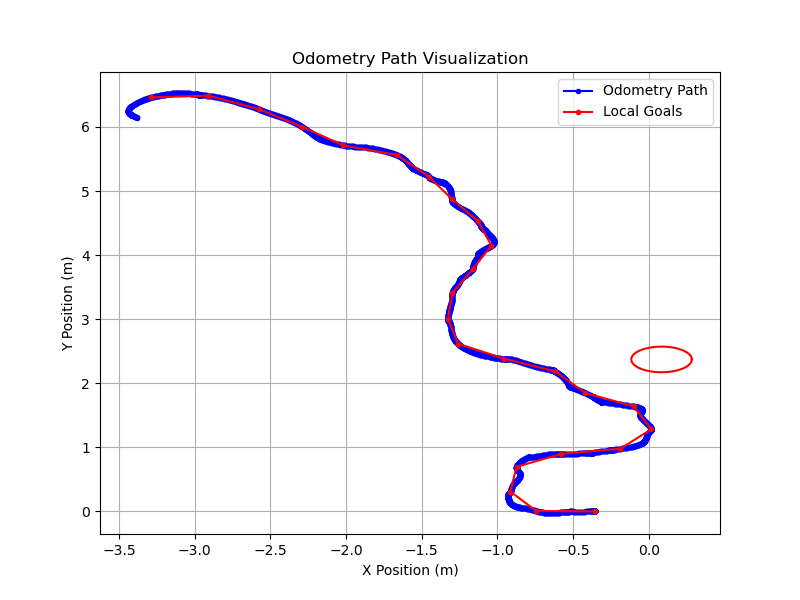 Odometry Path Visualization
Odometry Path
Local Goals
Y Position (m)
6
5
4
3
2
1
0
−3.5 −3.0 −2.5 −2.0 −1.5 −1.0 −0.5 0.0
X Position (m)